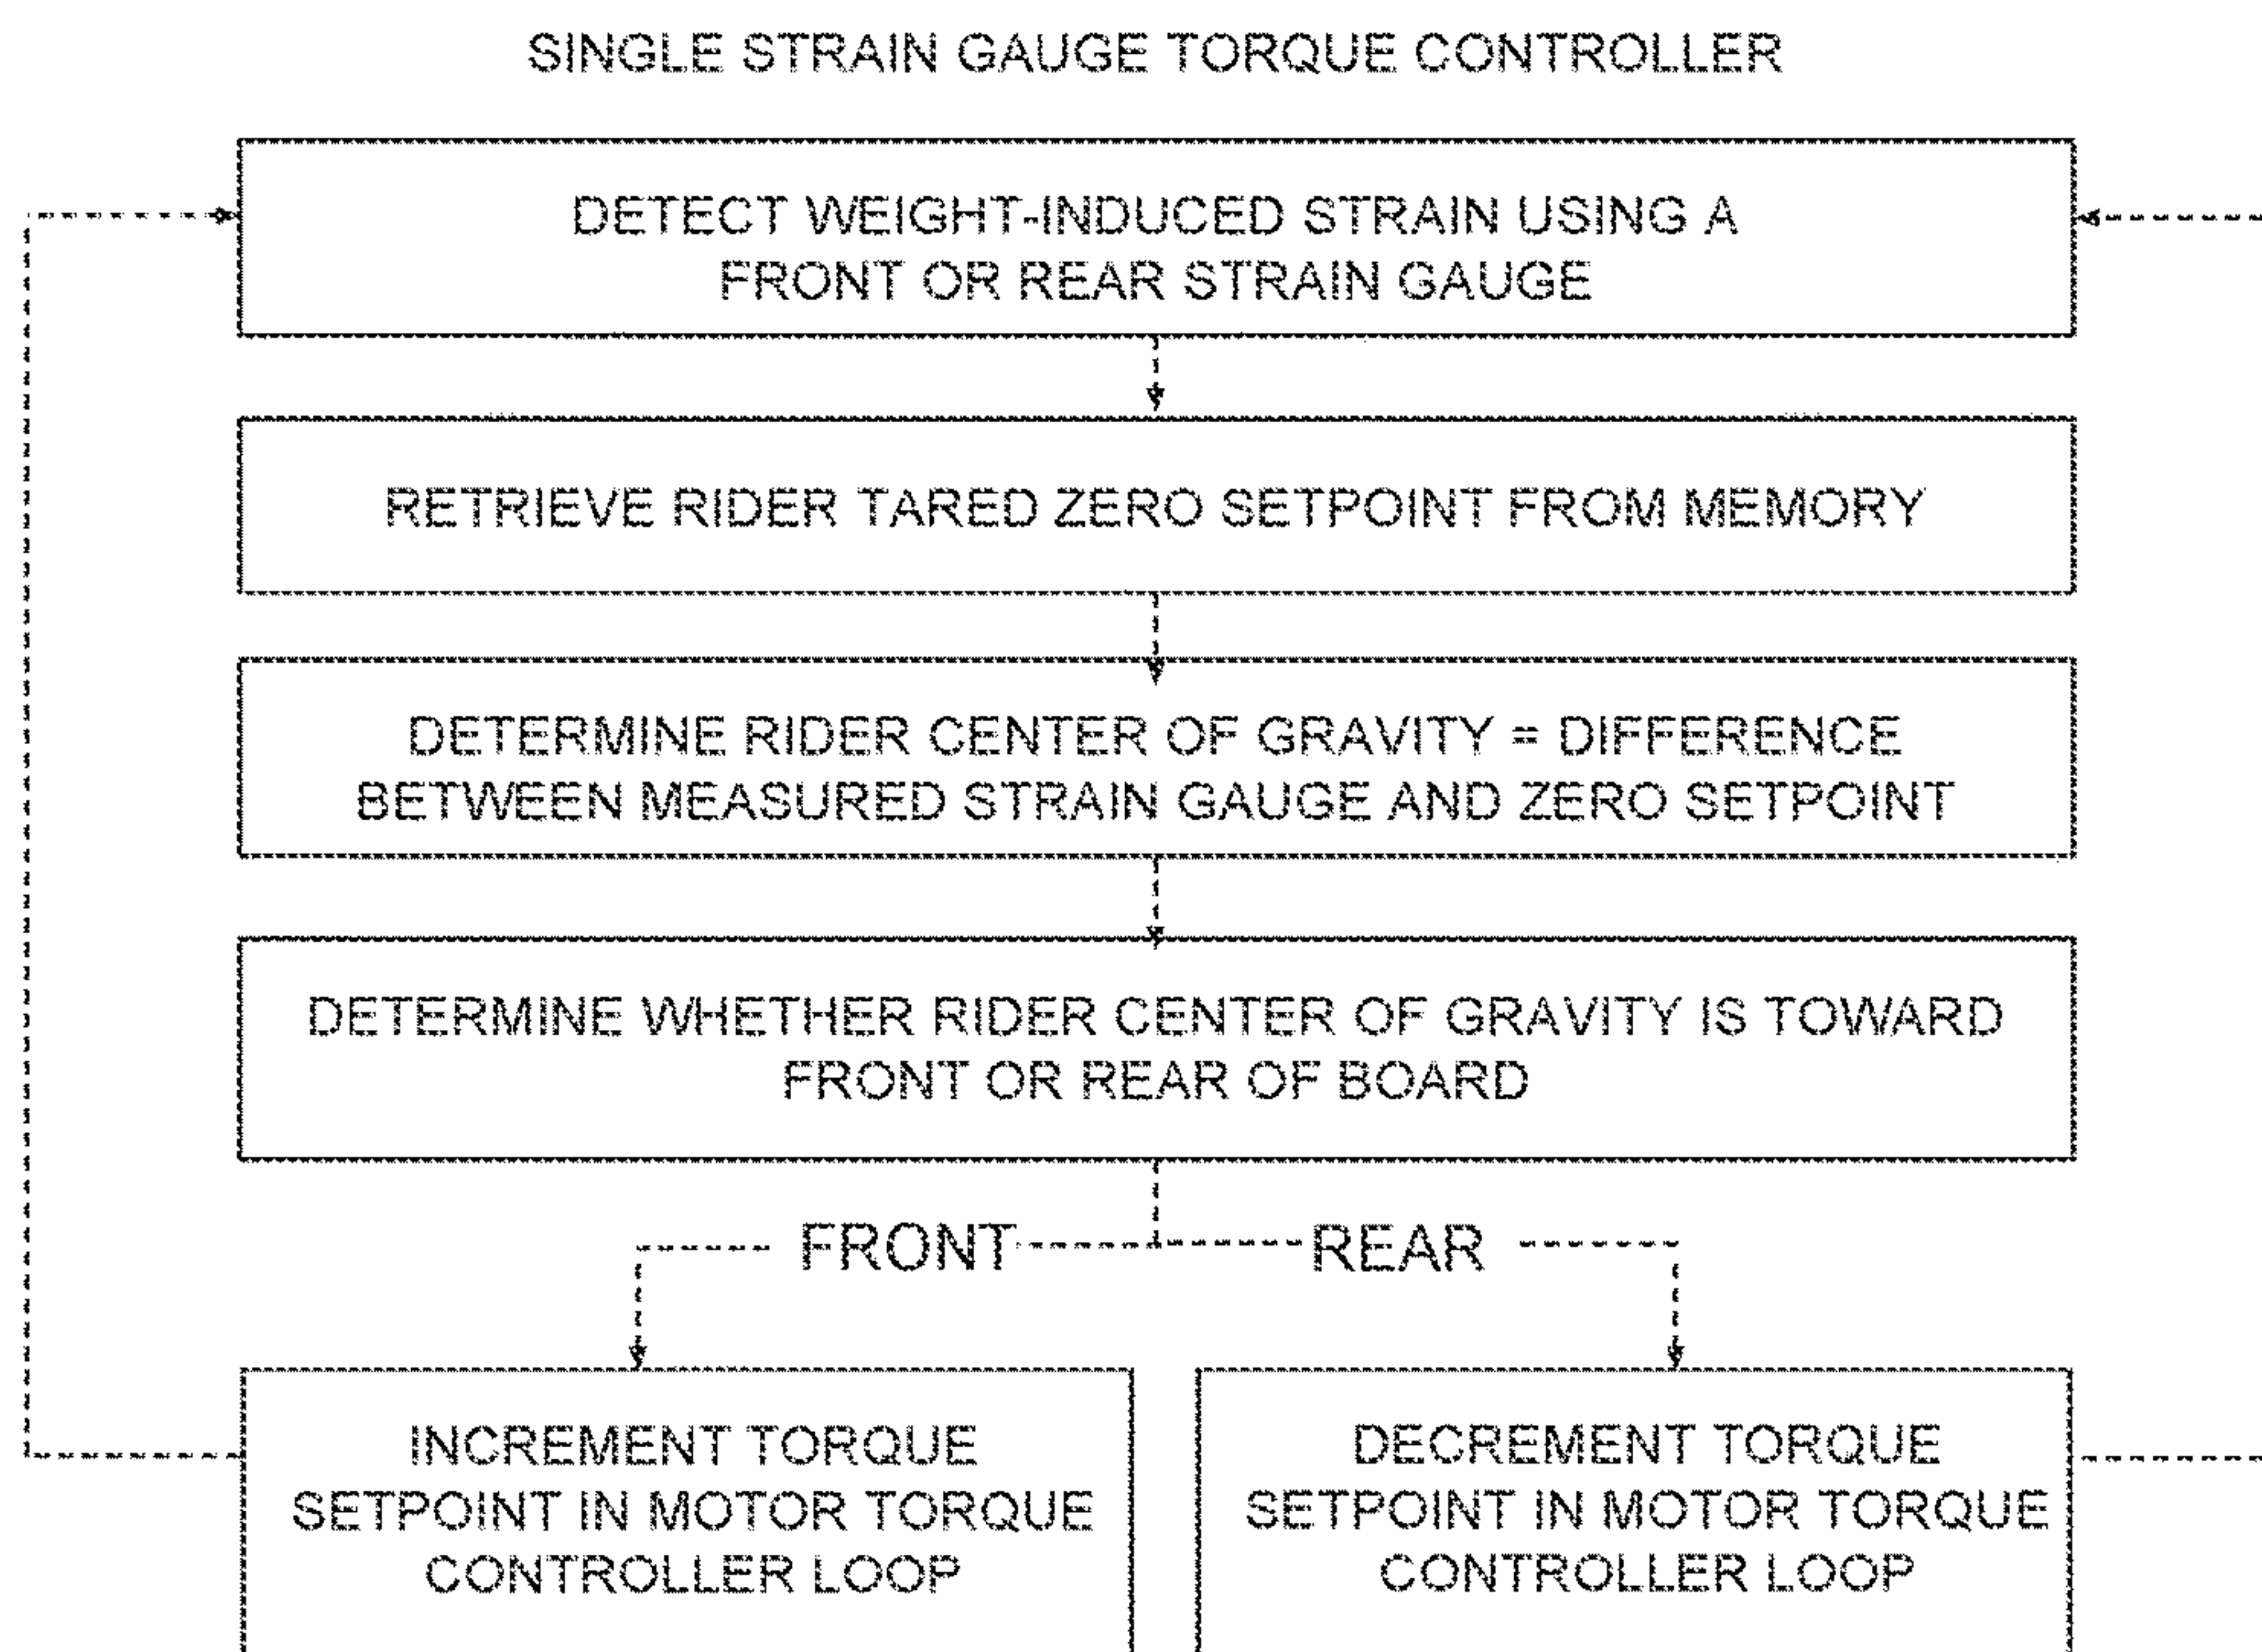 SINGLE STRAIN GAUGE TORQUE CONTROLLER
DETECT WEIGHT-INDUCED STRAIN USING A
FRONT OR REAR STRAIN GAUGE
RETRIEVE RIDER TARED ZERO SETPOINT FROM MEMORY
DETERMINE RIDER CENTER OF GRAVITY = DIFFERENCE
BETWEEN MEASURED STRAIN GAUGE AND ZERO SETPOINT
DETERMINE WHETHER RIDER CENTER OF GRAVITY IS TOWARD
FRONT OR REAR OF BOARD
FRONT
REAR
INCREMENT TORQUE
SETPOINT IN MOTOR TORQUE
CONTROLLER LOOP
DECREMENT TORQUE
SETPOINT IN MOTOR TORQUE
CONTROLLER LOOP